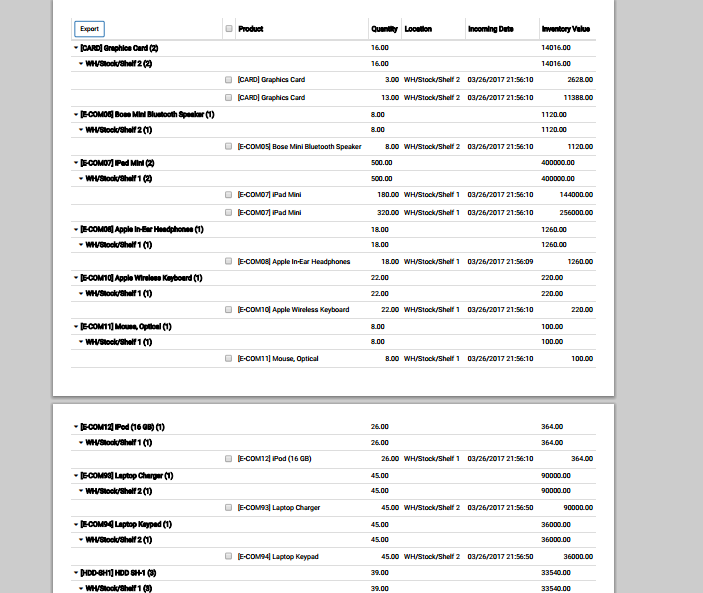 Export Product Quantity Location Incoming Date Inventory Value
[CARD] Graphics Card (2) 16.00 14016.00
WH/Stock/Shelf 2 (2) 16.00 14016.00
[CARD] Graphics Card 3.00 WH/Stock/Shelf 2 03/26/2017 21:56:10 2628.00
[CARD] Graphics Card 13.00 WH/Stock/Shelf 2 03/26/2017 21:56:10 11388.00
[E-COM05] Bose Mini Bluetooth Speaker (1) 8.00 1120.00
WH/Stock/Shelf 2 (1) 8.00 1120.00
[E-COM05] Bose Mini Bluetooth Speaker 8.00 WH/Stock/Shelf 2 03/26/2017 21:56:10 1120.00
[E-COM07] iPad Mini (2) 500.00 400000.00
WH/Stock/Shelf 1 (2) 500.00 400000.00
[E-COM07] iPad Mini 180.00 WH/Stock/Shelf 1 03/26/2017 21:56:10 144000.00
[E-COM07] iPad Mini 320.00 WH/Stock/Shelf 1 03/26/2017 21:56:10 256000.00
[E-COM08] Apple In-Ear Headphones (1) 18.00 1260.00
WH/Stock/Shelf 1 (1) 18.00 1260.00
[E-COM08] Apple In-Ear Headphones 18.00 WH/Stock/Shelf 1 03/26/2017 21:56:09 1260.00
[E-COM10] Apple Wireless Keyboard (1) 22.00 220.00
WH/Stock/Shelf 1 (1) 22.00 220.00
[E-COM10] Apple Wireless Keyboard 22.00 WH/Stock/Shelf 1 03/26/2017 21:56:10 220.00
[E-COM11] Mouse, Optical (1) 8.00 100.00
WH/Stock/Shelf 1 (1) 8.00 100.00
[E-COM11] Mouse, Optical 8.00 WH/Stock/Shelf 1 03/26/2017 21:56:10 100.00
[E-COM12] iPod (16 GB) (1) 26.00 364.00
WH/Stock/Shelf 1 (1) 26.00 364.00
[E-COM12] iPod (16 GB) 26.00 WH/Stock/Shelf 1 03/26/2017 21:56:10 364.00
[E-COM93] Laptop Charger (1) 45.00 90000.00
WH/Stock/Shelf 2 (1) 45.00 90000.00
[E-COM93] Laptop Charger 45.00 WH/Stock/Shelf 2 03/26/2017 21:56:50 90000.00
[E-COM94] Laptop Keypad (1) 45.00 36000.00
WH/Stock/Shelf 2 (1) 45.00 36000.00
[E-COM94] Laptop Keypad 45.00 WH/Stock/Shelf 2 03/26/2017 21:56:50 36000.00
[HDD-SH1] HDD SH-1 (3) 39.00 33540.00
WH/Stock/Shelf 1 (3) 39.00 33540.00